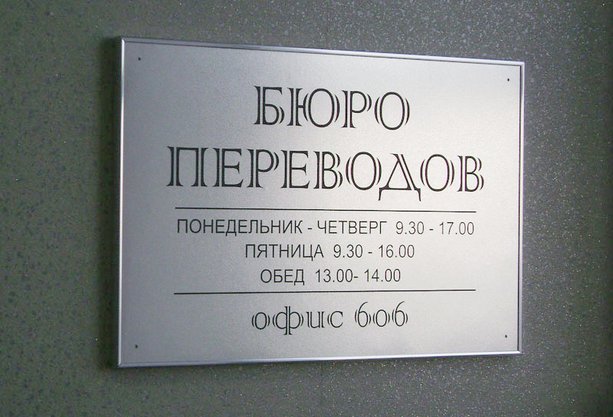 БЮРО
ПЕРЕВОДОВ
ПОНЕДЕЛЬНИК - ЧЕТВЕРГ 9.30 - 17.00
ПЯТНИЦА 9.30 - 16.00
ОБЕД 13.00- 14.00
офис 606